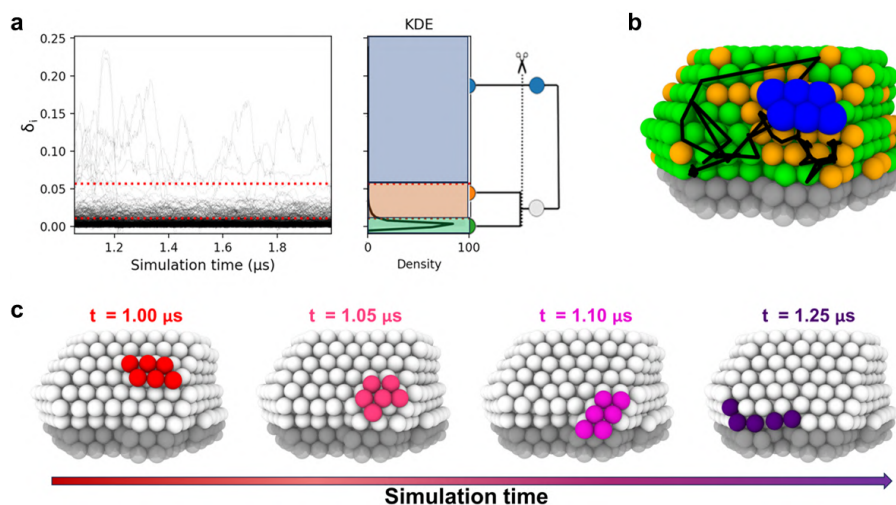 a
KDE
b
0.25
0.20
0.15
0.10
0.05
0.00
δi
1.2 1.4 1.6 1.8
Simulation time (μs)
0 100
Density
c
t = 1.00 μs t = 1.05 μs t = 1.10 μs t = 1.25 μs
Simulation time